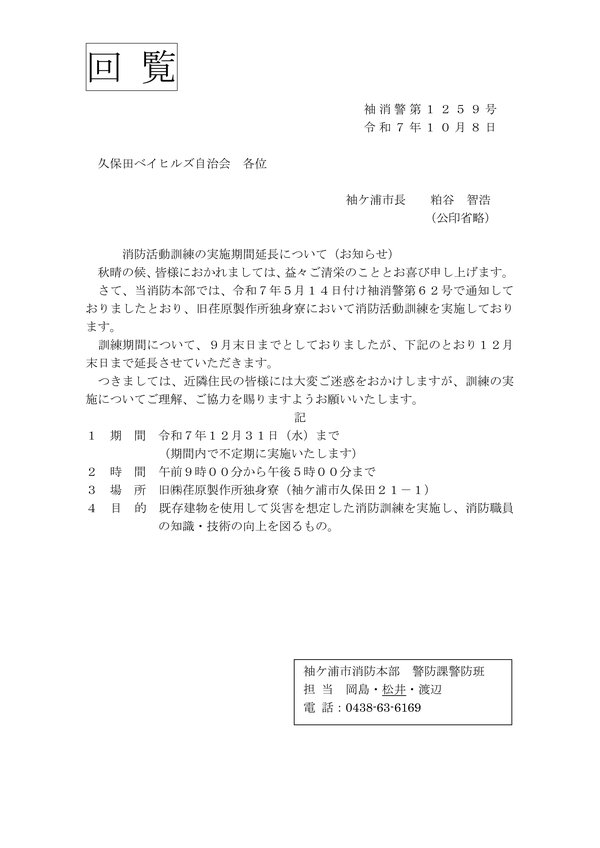 回覧
袖消警第１２５９号
令和７年１０月８日
久保田ベイヒルズ自治会　各位
袖ケ浦市長　　粕谷　智浩
（公印省略）
消防活動訓練の実施期間延長について（お知らせ）
秋晴の候、皆様におかれましては、益々ご清栄のこととお喜び申し上げます。
さて、当消防本部では、令和７年５月１４日付け袖消警第６２号で通知して
おりましたとおり、旧荏原製作所独身寮において消防活動訓練を実施しており
ます。
訓練期間について、９月末日までとしておりましたが、下記のとおり１２月
末日まで延長させていただきます。
つきましては、近隣住民の皆様には大変ご迷惑をおかけしますが、訓練の実
施についてご理解、ご協力を賜りますようお願いいたします。
記
１　期　間　令和７年１２月３１日（水）まで
（期間内で不定期に実施いたします）
２　時　間　午前９時００分から午後５時００分まで
３　場　所　旧㈱荏原製作所独身寮（袖ケ浦市久保田２１－１）
４　目　的　既存建物を使用して災害を想定した消防訓練を実施し、消防職員
の知識・技術の向上を図るもの。
袖ケ浦市消防本部　警防課警防班
担　当　岡島・松井・渡辺
電　話：0438-63-6169